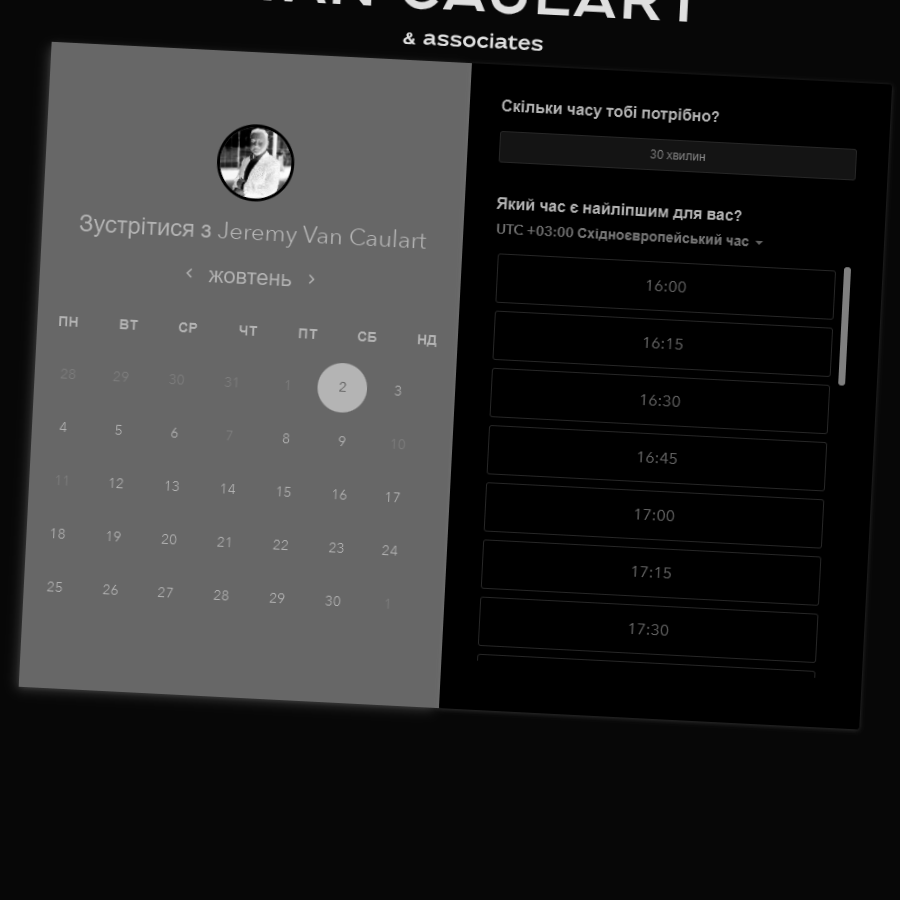 VAN CAULART
& associates
Зустрітися з Jeremy Van Caulart
‹ жовтень ›
ПН ВТ СР ЧТ ПТ СБ НД
28 29 30 31 1 2 3
4 5 6 7 8 9 10
11 12 13 14 15 16 17
18 19 20 21 22 23 24
25 26 27 28 29 30 1
Скільки часу тобі потрібно?
30 хвилин
Який час є найліпшим для вас?
UTC +03:00 Східноєвропейський час
16:00
16:15
16:30
16:45
17:00
17:15
17:30